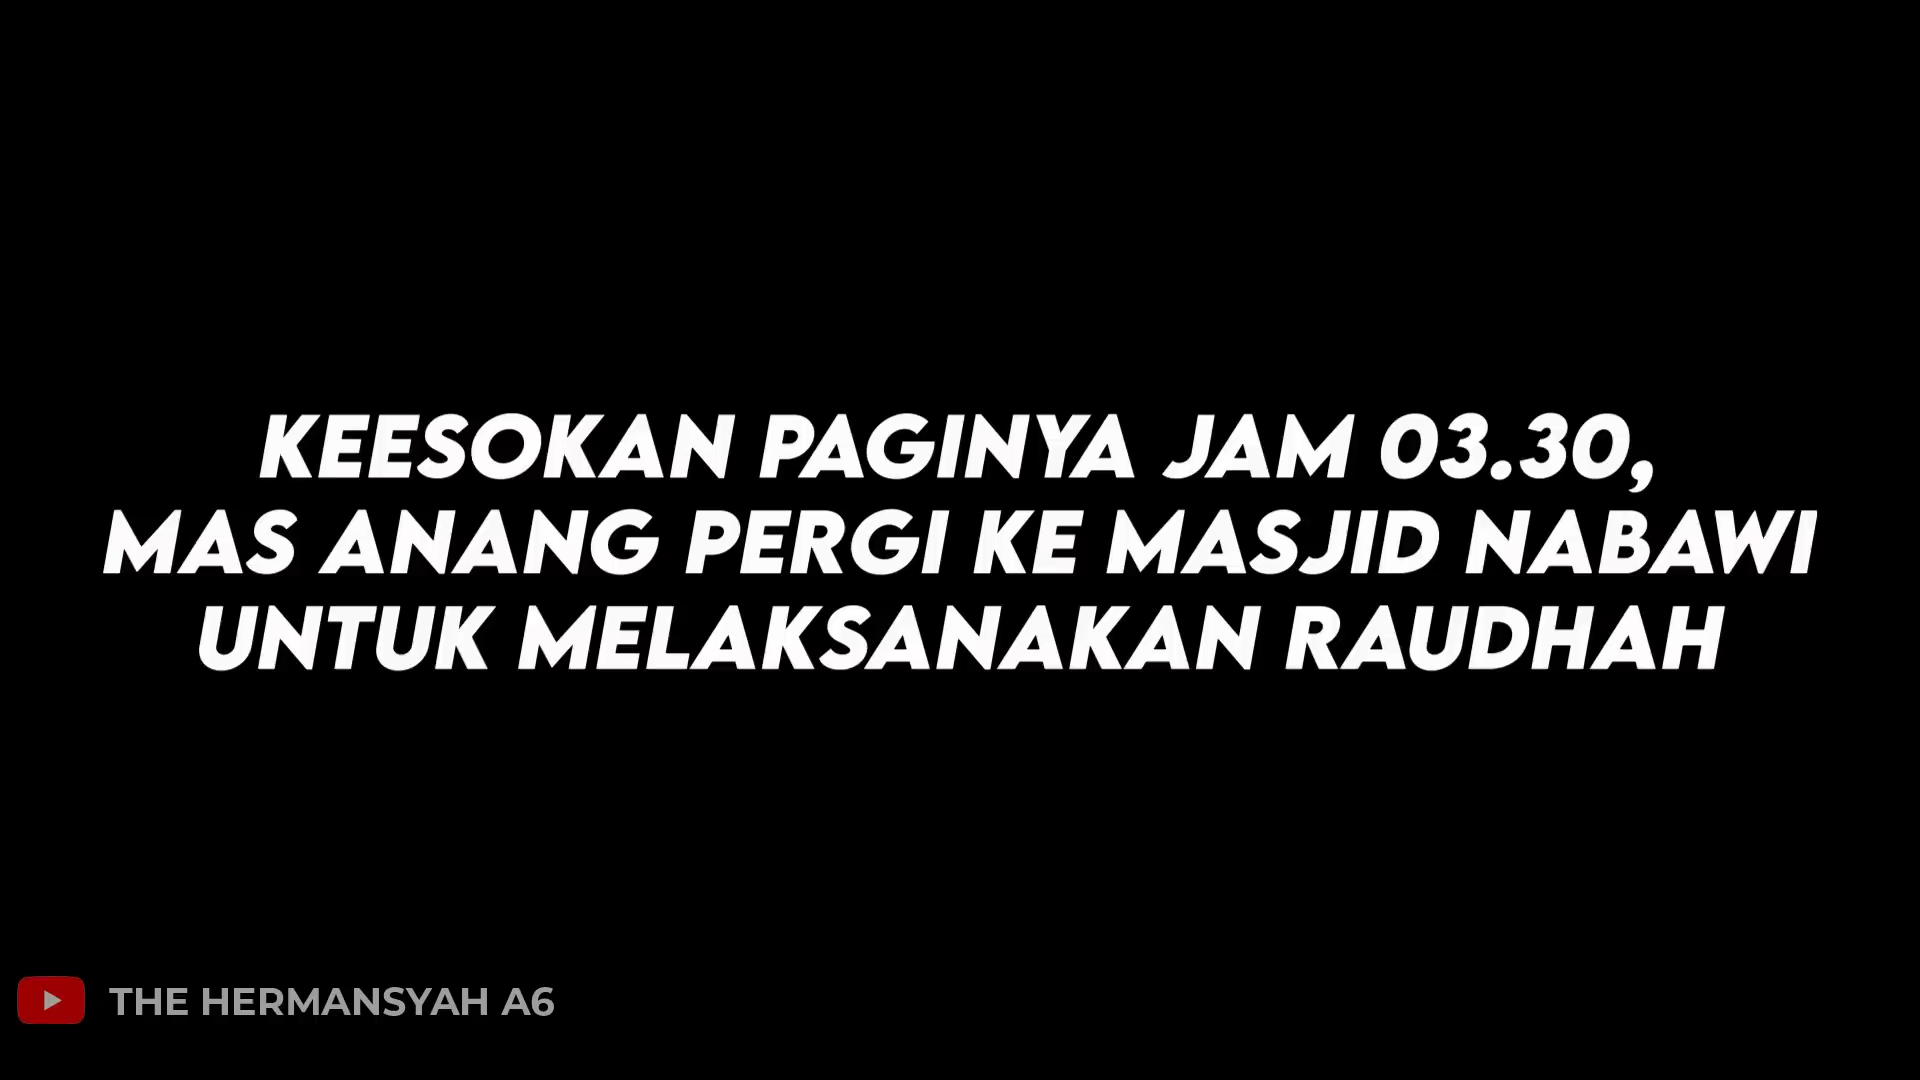 KEESOKAN PAGINYA JAM 03.30,
MAS ANANG PERGI KE MASJID NABAWI
UNTUK MELAKSANAKAN RAUDHAH
THE HERMANSYAH A6